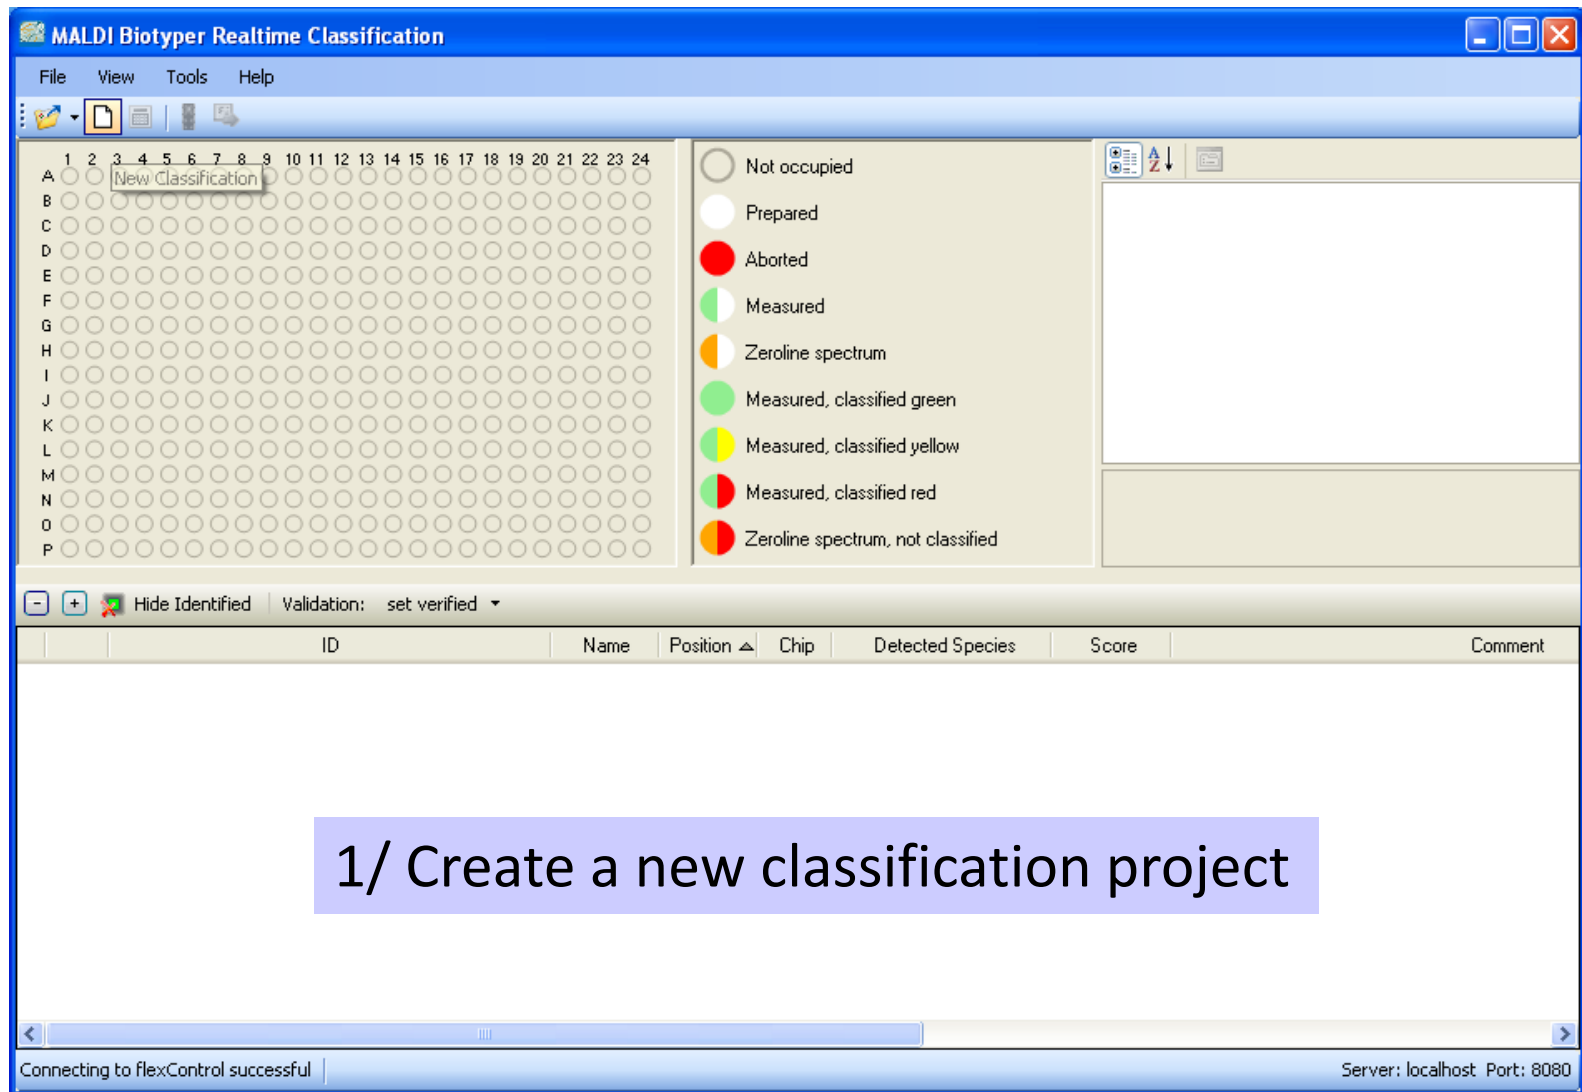 MALDI Biotyper Realtime Classification
File View Tools Help
1 2 3 4 5 6 7 8 9 10 11 12 13 14 15 16 17 18 19 20 21 22 23 24
New Classification
A
B
C
D
E
F
G
H
I
J
K
L
M
N
O
P
Not occupied
Prepared
Aborted
Measured
Zeroline spectrum
Measured, classified green
Measured, classified yellow
Measured, classified red
Zeroline spectrum, not classified
Hide Identified Validation: set verified
ID Name Position Chip Detected Species Score Comment
1/ Create a new classification project
Connecting to flexControl successful Server: localhost Port: 8080